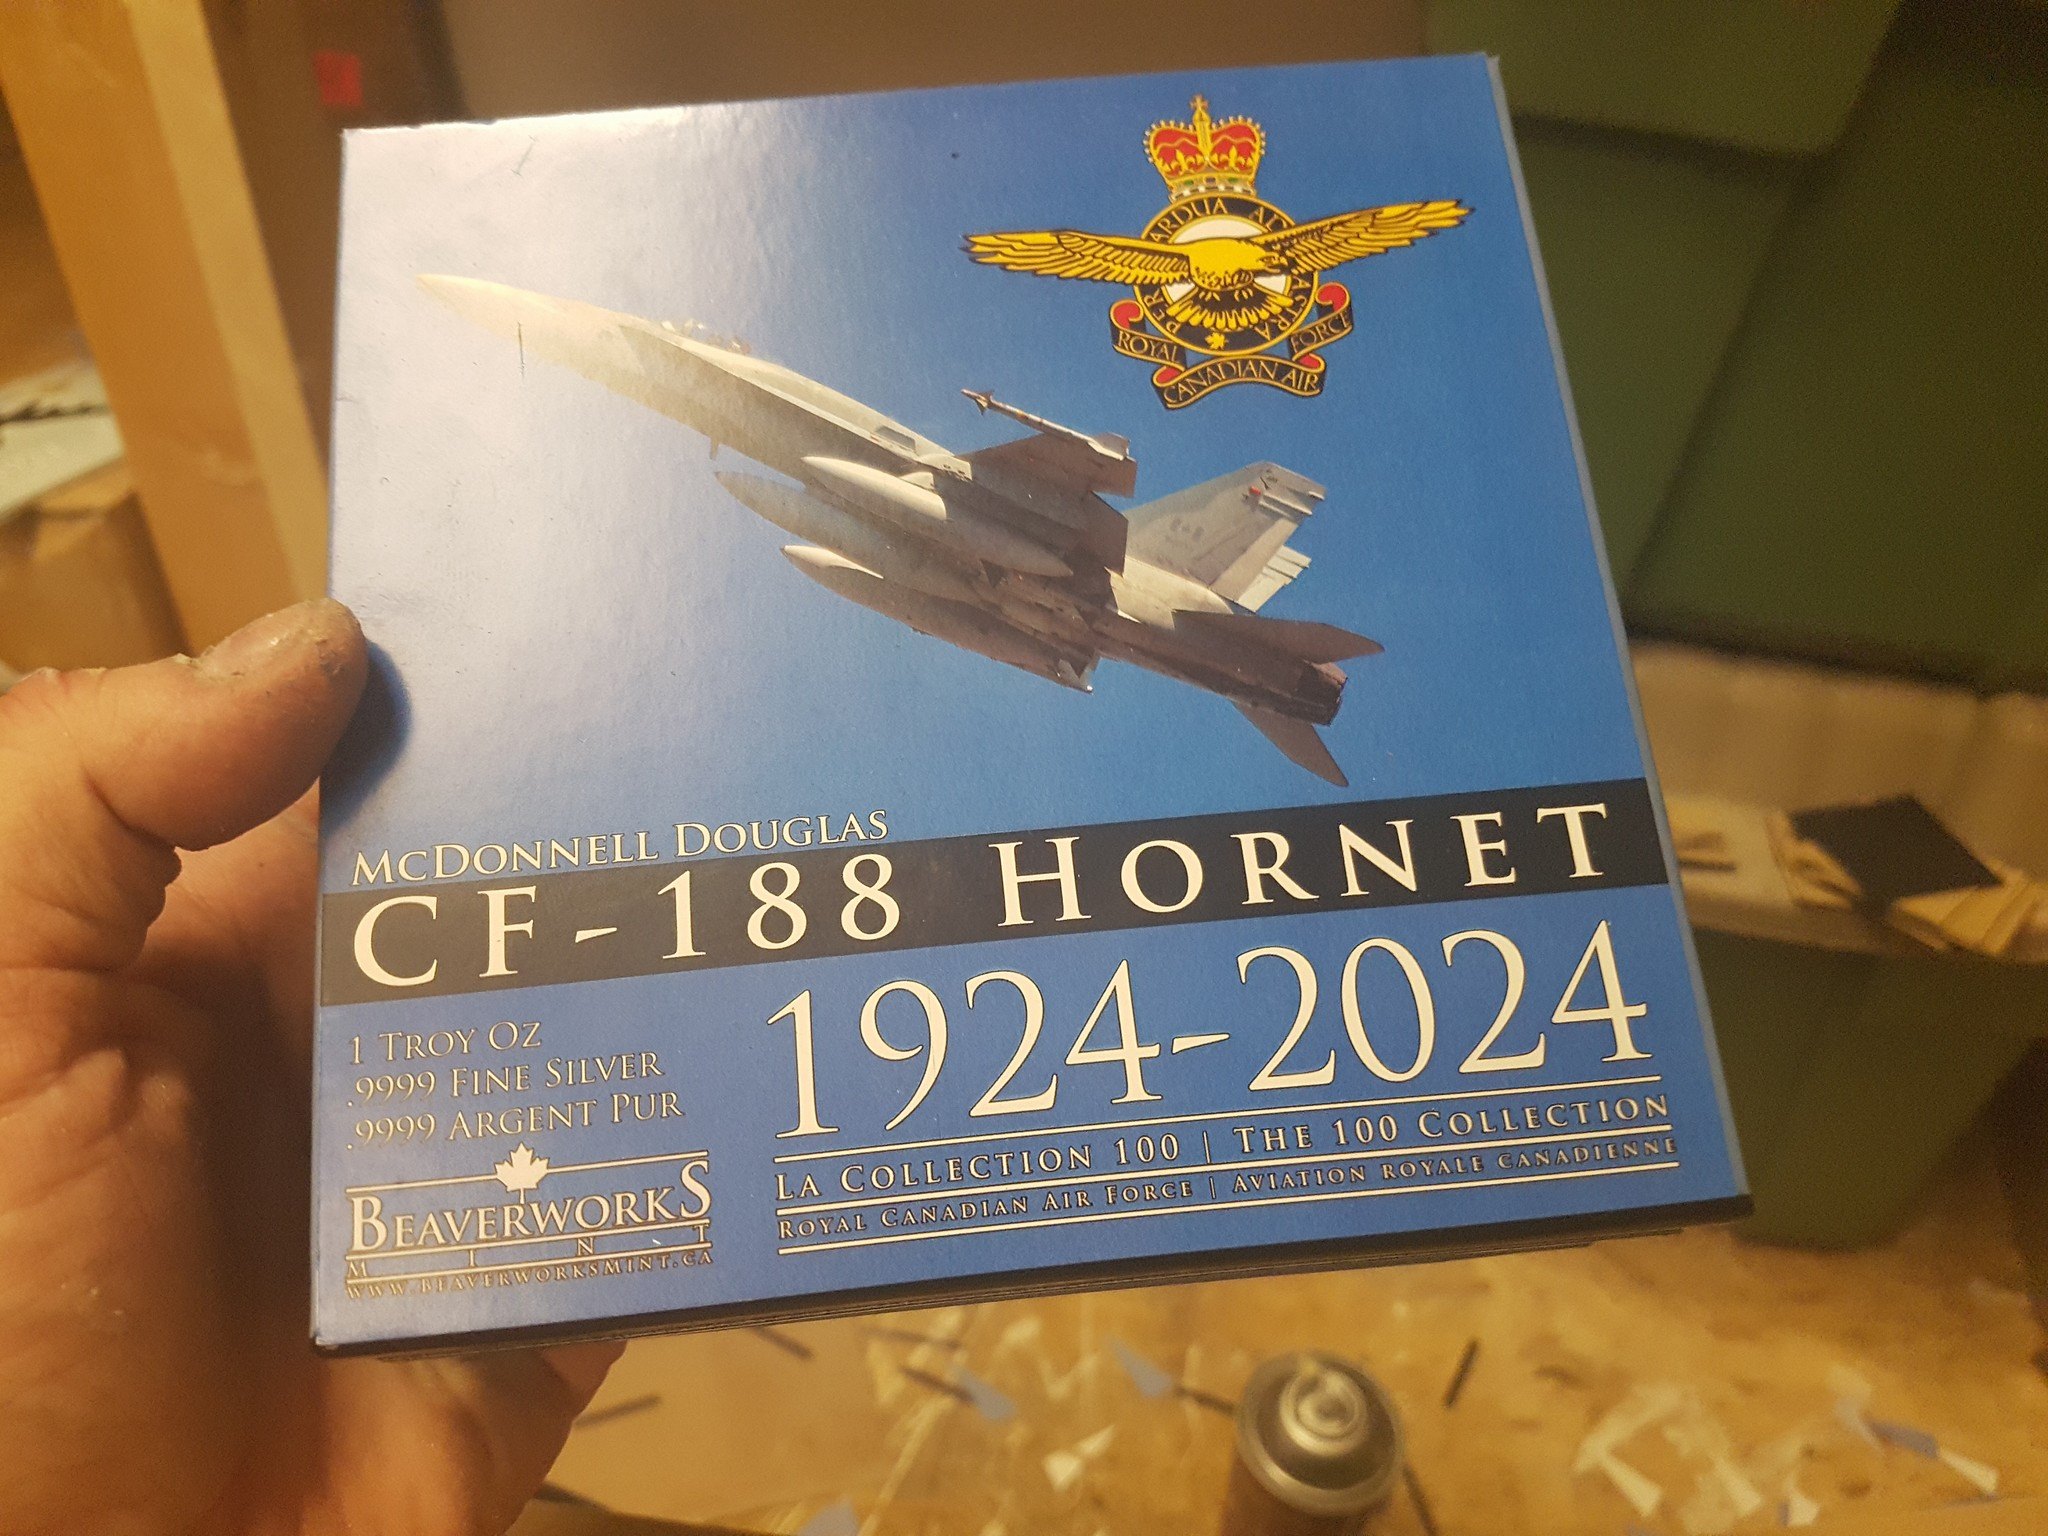 PER ARDUA AD ASTRA
ROYAL CANADIAN AIR FORCE
McDonnell Douglas
CF-188 Hornet
1924-2024
1 Troy Oz
.9999 Fine Silver
.9999 Argent Pur
BeaverworkS
Mint
www.BeaverworksMint.ca
La Collection 100 | The 100 Collection
Royal Canadian Air Force | Aviation Royale Canadienne